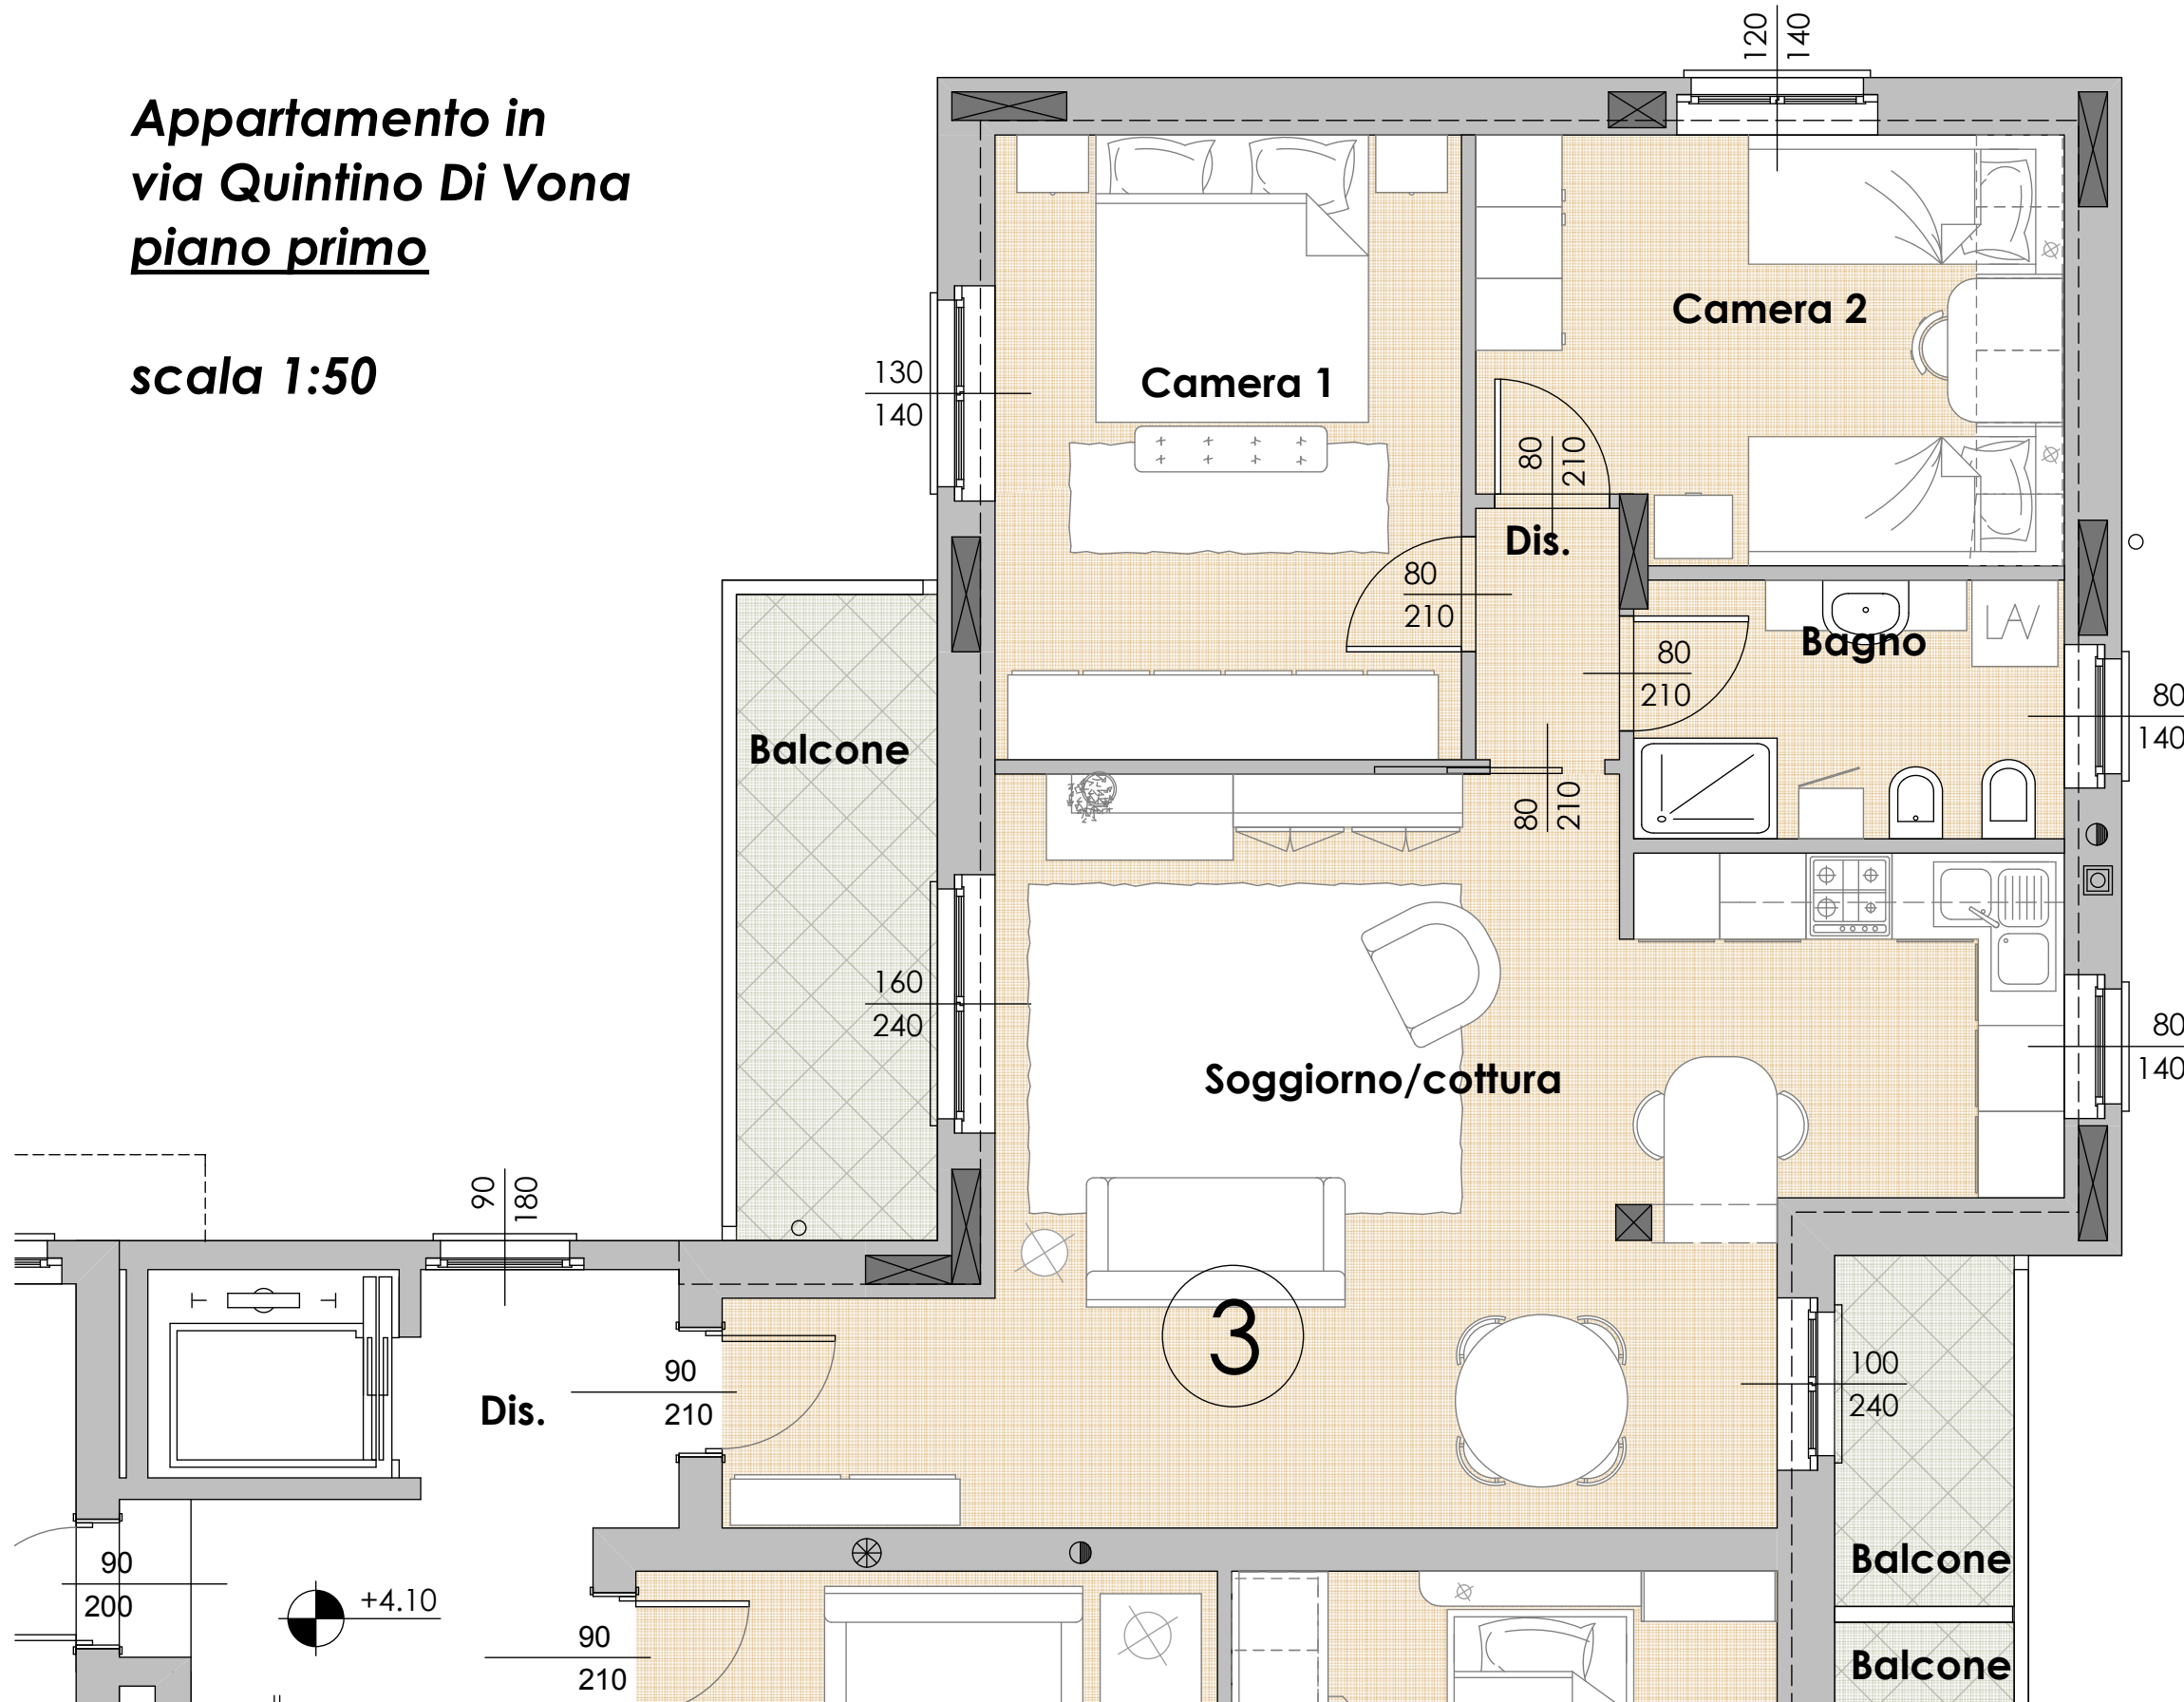 Appartamento in
via Quintino Di Vona
piano primo
scala 1:50
120
140
Camera 2
130
140
Camera 1
80
210
Dis.
80
210
Bagno
LAV
80
210
80
140
Balcone
80
210
160
240
80
140
Soggiorno/cottura
90
180
3
100
240
90
210
Dis.
Balcone
90
200
+4.10
90
210
Balcone